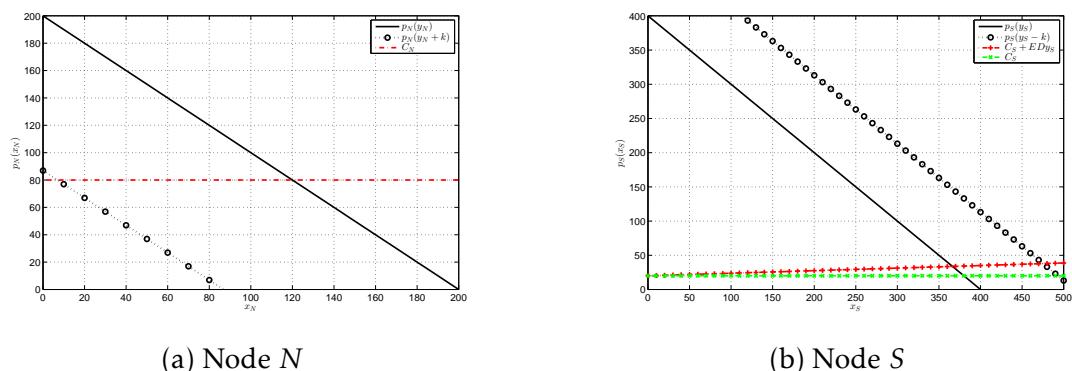 200
180
160
140
120
100
80
60
40
20
0
0 20 40 60 80 100 120 140 160 180 200
p_N(x_N)
x_N
p_N(y_N)
p_N(y_N + k)
C_N
(a) Node N
400
350
300
250
200
150
100
50
0
0 50 100 150 200 250 300 350 400 450 500
p_S(x_S)
x_S
p_S(y_S)
p_S(y_S − k)
C_S + EDy_S
C_S
(b) Node S